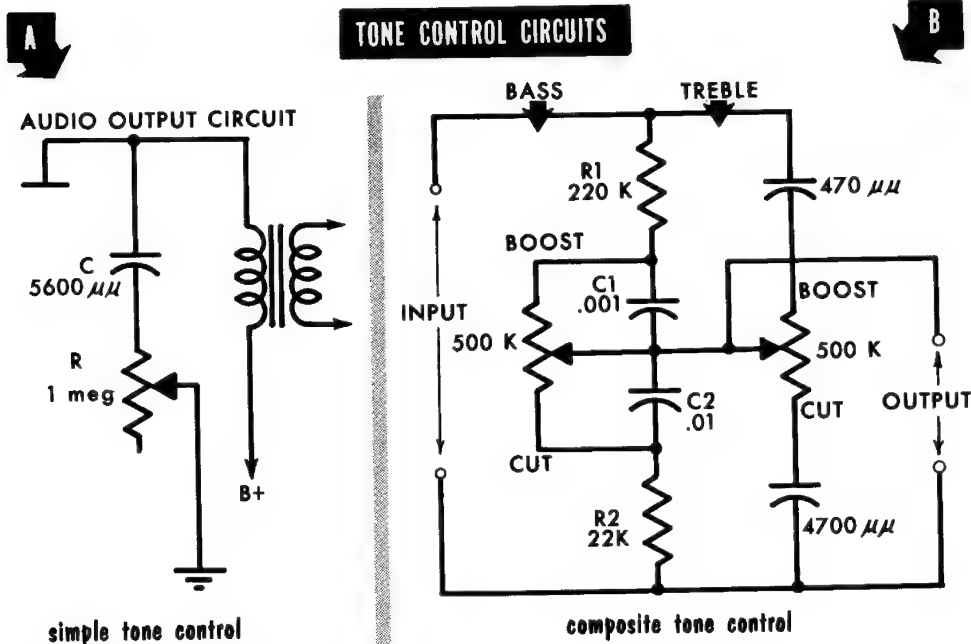 A
TONE CONTROL CIRCUITS
B
AUDIO OUTPUT CIRCUIT
C
5600 μμ
R
1 meg
B+
simple tone control
BASS
TREBLE
R1
220 K
470 μμ
BOOST
C1
.001
INPUT
500 K
BOOST
500 K
C2
.01
CUT
CUT
OUTPUT
R2
22K
4700 μμ
composite tone control